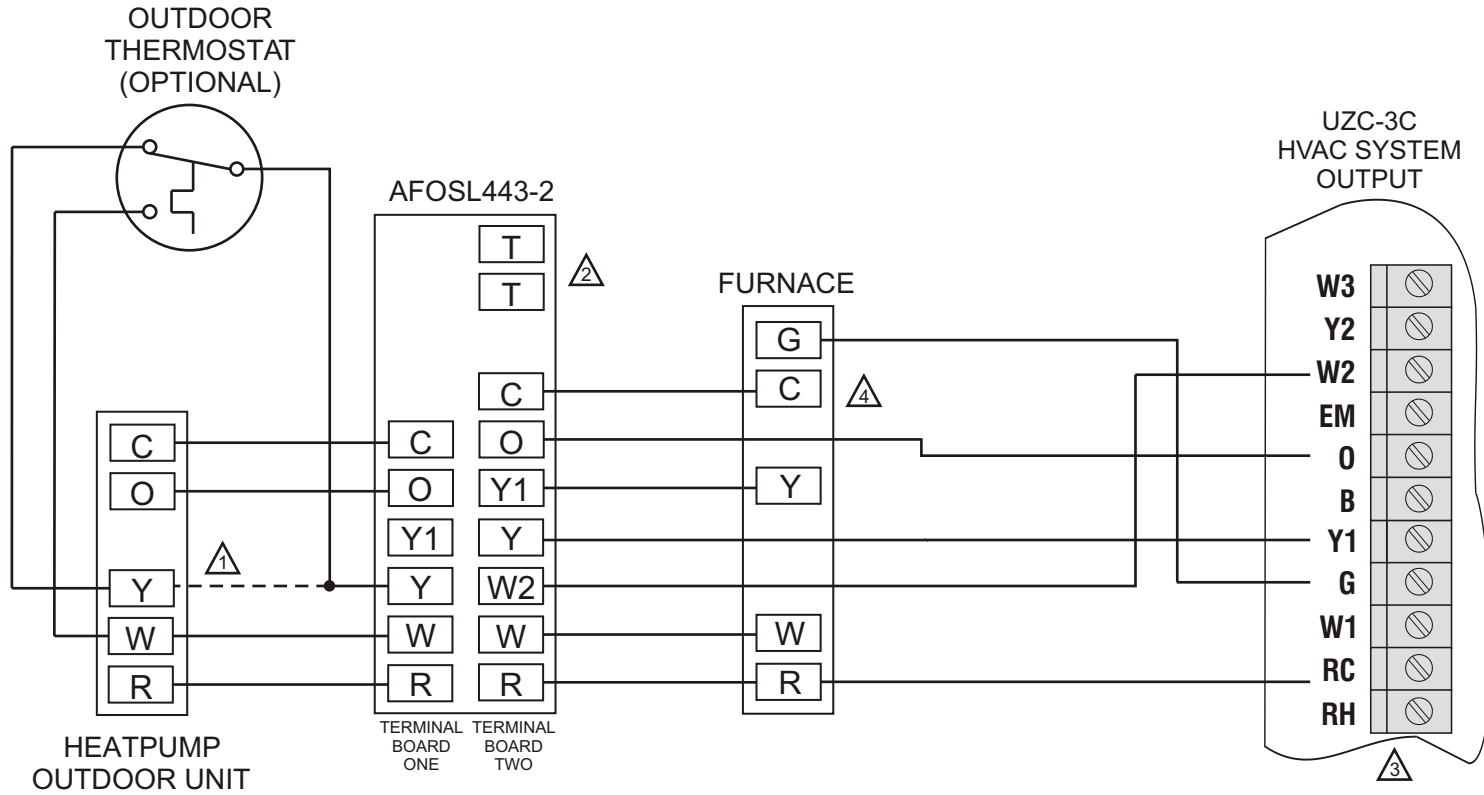 OUTDOOR
THERMOSTAT
(OPTIONAL)
UZC-3C
HVAC SYSTEM
OUTPUT
AFOSL443-2
FURNACE
T
T
2
G
C
4
C
C
O
Y
W
R
C
O
Y1
Y
W
R
O
Y1
Y
W2
W
R
Y
W
R
1
W3
Y2
W2
EM
O
B
Y1
G
W1
RC
RH
3
TERMINAL
BOARD
ONE
TERMINAL
BOARD
TWO
HEATPUMP
OUTDOOR UNIT